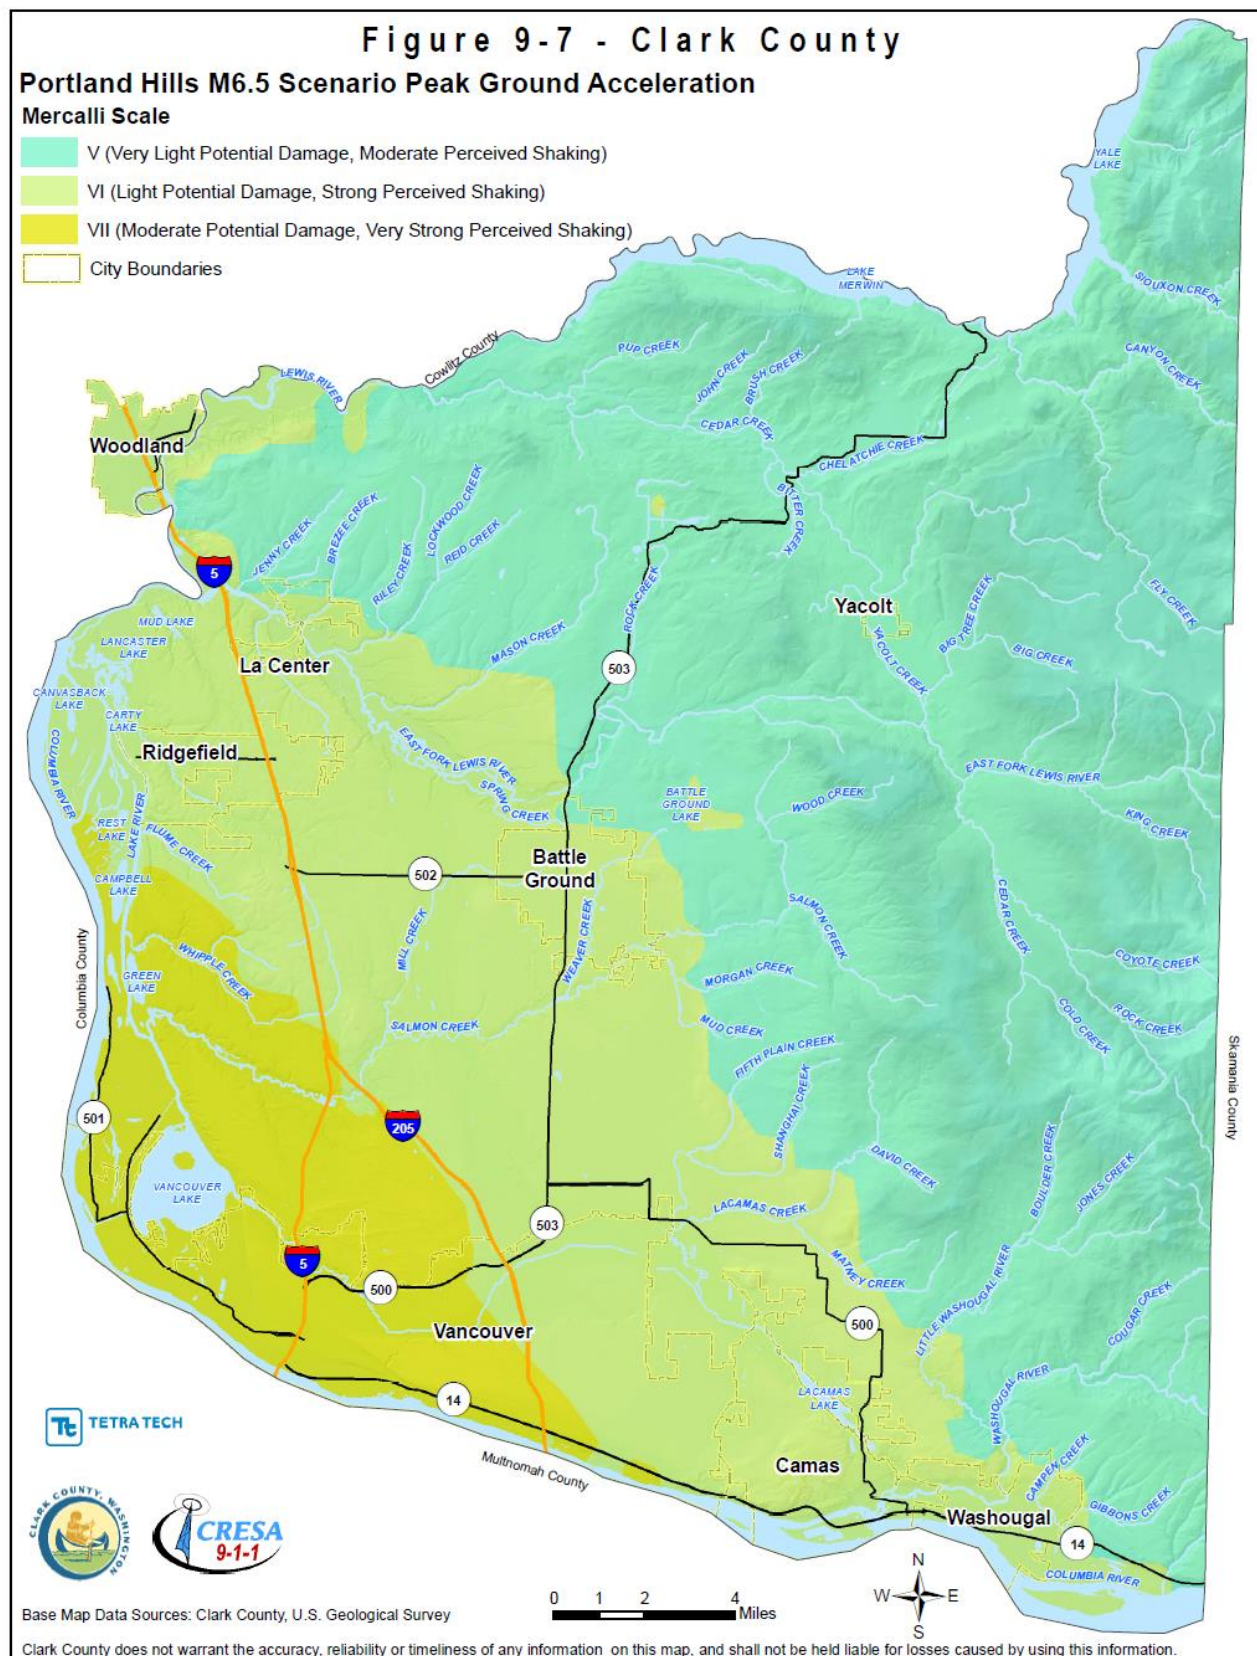 Figure 9-7 - Clark County
Portland Hills M6.5 Scenario Peak Ground Acceleration
Mercalli Scale
V (Very Light Potential Damage, Moderate Perceived Shaking)
VI (Light Potential Damage, Strong Perceived Shaking)
VII (Moderate Potential Damage, Very Strong Perceived Shaking)
City Boundaries
YALE
LAKE
LAKE
MERWIN
SIOUXON CREEK
Cowlitz County
PUP CREEK
JOHN CREEK
BRUSH CREEK
CANYON CREEK
LEWIS RIVER
CEDAR CREEK
Woodland
CHELATCHIE CREEK
BITTER CREEK
LOCKWOOD CREEK
BREZEE CREEK
JENNY CREEK
REID CREEK
RILEY CREEK
5
ROCK CREEK
FLY CREEK
Yacolt
BIG TREE CREEK
MUD LAKE
LANCASTER
LAKE
MASON CREEK
YACOLT CREEK
BIG CREEK
La Center
503
CANVASBACK
LAKE
CARTY
LAKE
Ridgefield
COLUMBIA RIVER
EAST FORK LEWIS RIVER
EAST FORK LEWIS RIVER
SPRING CREEK
BATTLE
GROUND
LAKE
WOOD CREEK
KING CREEK
REST
LAKE
LAKE RIVER
FLUME CREEK
CAMPBELL
LAKE
502
Battle
Ground
CEDAR CREEK
SALMON CREEK
MILL CREEK
WEAVER CREEK
Columbia County
WHIPPLE CREEK
GREEN
LAKE
MORGAN CREEK
COYOTE CREEK
SALMON CREEK
MUD CREEK
COLD CREEK
ROCK CREEK
FIFTH PLAIN CREEK
Skamania County
501
205
SHANGHAI CREEK
DAVID CREEK
BOULDER CREEK
JONES CREEK
VANCOUVER
LAKE
LACAMAS CREEK
503
5
500
MATNEY CREEK
LITTLE WASHOUGAL RIVER
COUGAR CREEK
Vancouver
500
WASHOUGAL RIVER
LACAMAS
LAKE
14
TETRA TECH
Multnomah County
Camas
CAMPEN CREEK
GIBBONS CREEK
Washougal
14
COLUMBIA RIVER
CLARK COUNTY, WASHINGTON
CRESA
9-1-1
N
W E
S
0 1 2 4
Miles
Base Map Data Sources: Clark County, U.S. Geological Survey
Clark County does not warrant the accuracy, reliability or timeliness of any information on this map, and shall not be held liable for losses caused by using this information.